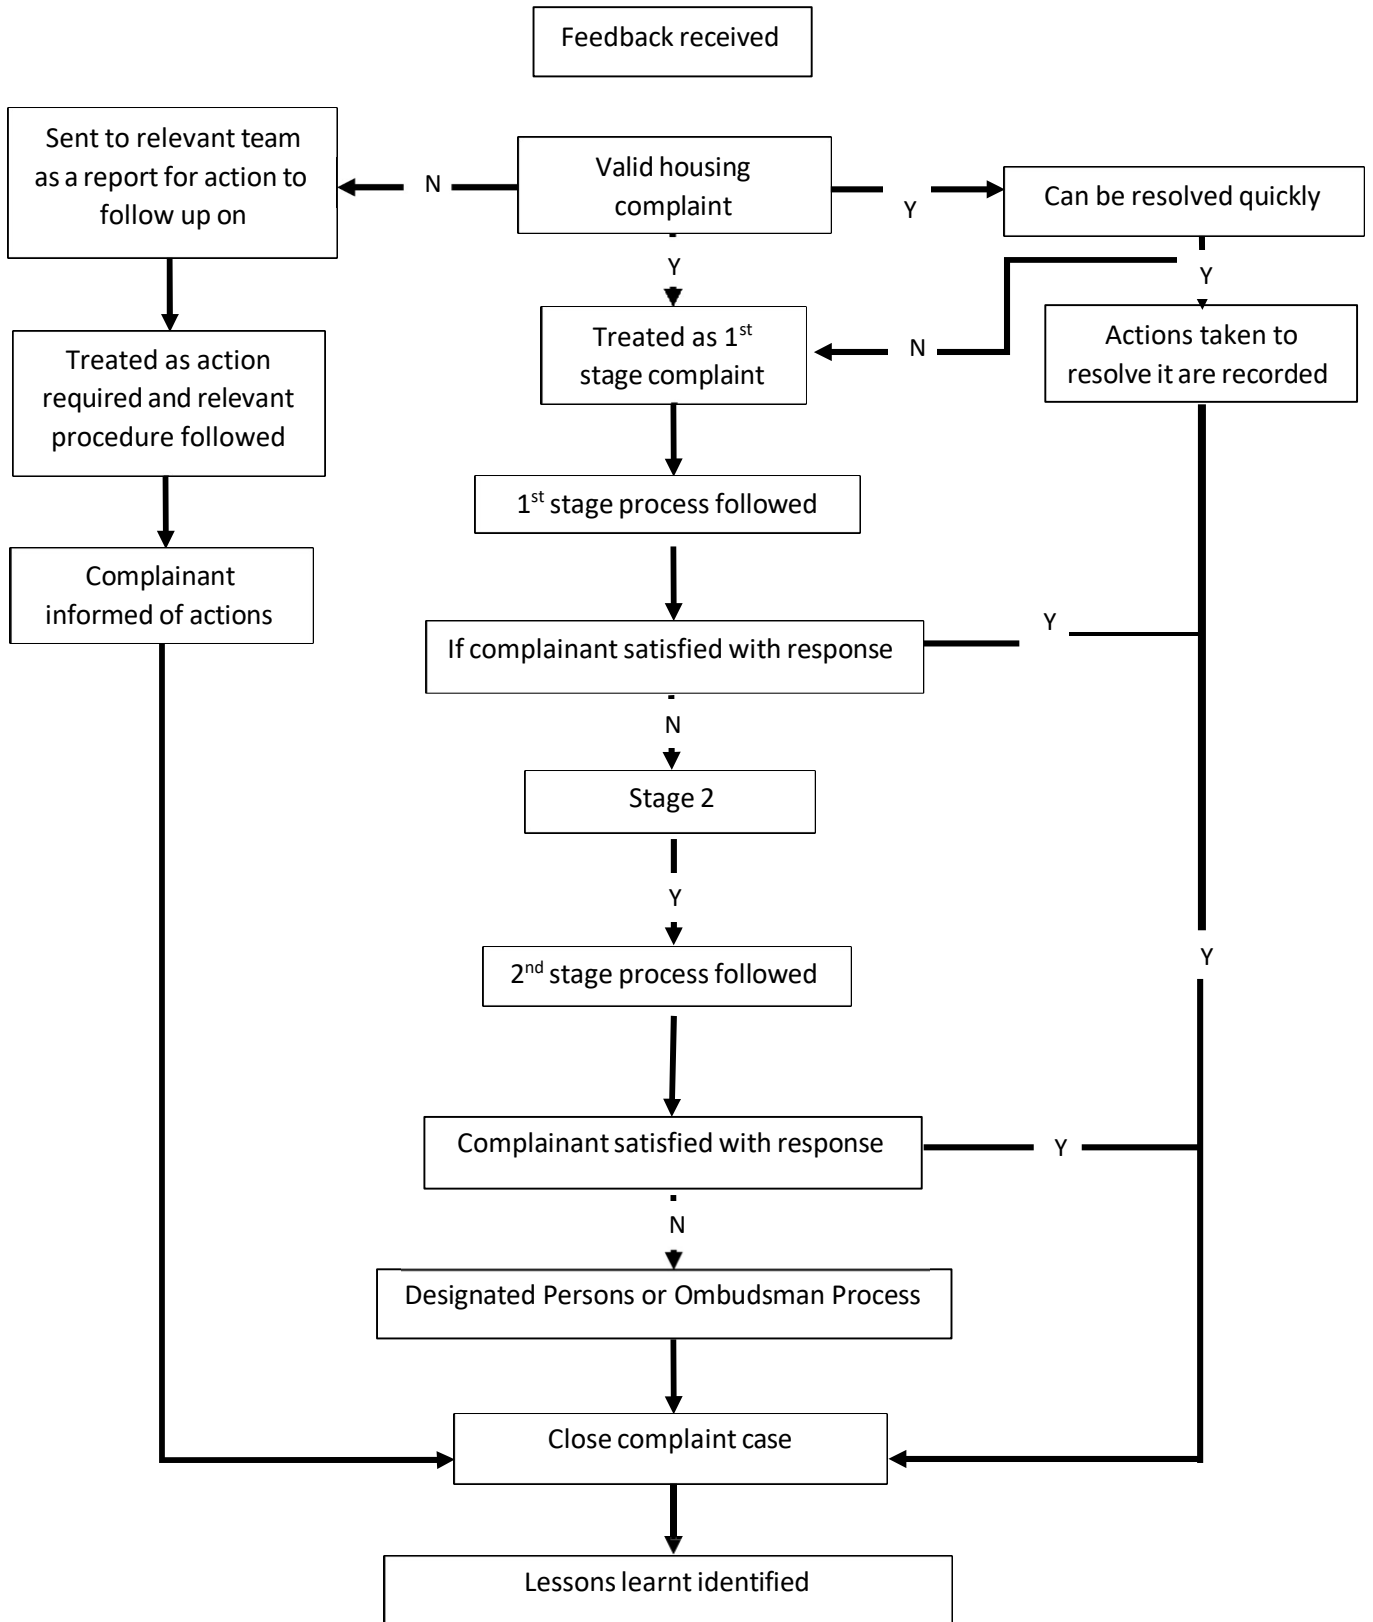 Feedback received
Sent to relevant team
as a report for action to
follow up on
N
Valid housing
complaint
Y
Can be resolved quickly
Y
Y
Treated as 1st
stage complaint
N
Actions taken to
resolve it are recorded
Treated as action
required and relevant
procedure followed
1st stage process followed
Complainant
informed of actions
If complainant satisfied with response
Y
N
Stage 2
Y
2nd stage process followed
Y
Complainant satisfied with response
Y
N
Designated Persons or Ombudsman Process
Close complaint case
Lessons learnt identified